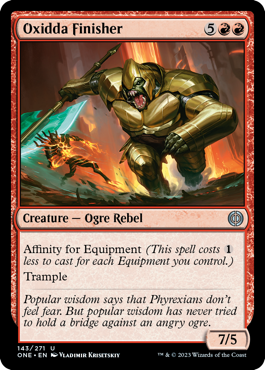 Oxidda Finisher 5
Creature — Ogre Rebel
Affinity for Equipment (This spell costs 1
less to cast for each Equipment you control.)
Trample
Popular wisdom says that Phyrexians don't
feel fear. But popular wisdom has never tried
to hold a bridge against an angry ogre.
7/5
143/271 U
ONE • EN Vladimir Krisetskiy ™ & © 2023 Wizards of the Coast